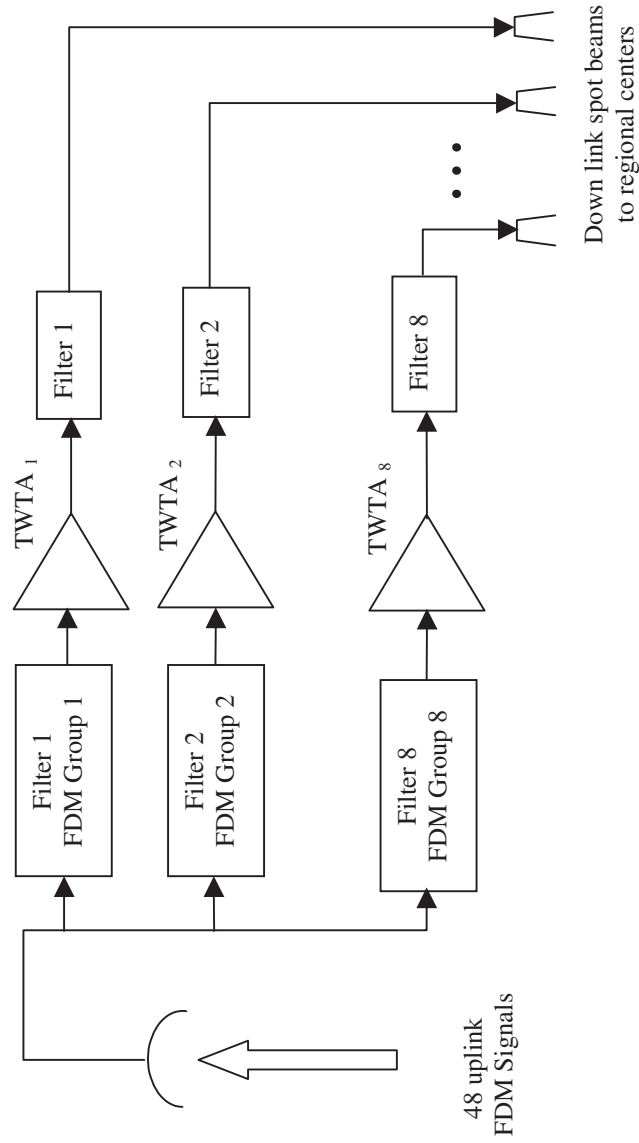 48 uplink
FDM Signals
Filter 1
FDM Group 1
TWTA 1
Filter 1
Filter 2
FDM Group 2
TWTA 2
Filter 2
Filter 8
FDM Group 8
TWTA 8
Filter 8
Down link spot beams
to regional centers